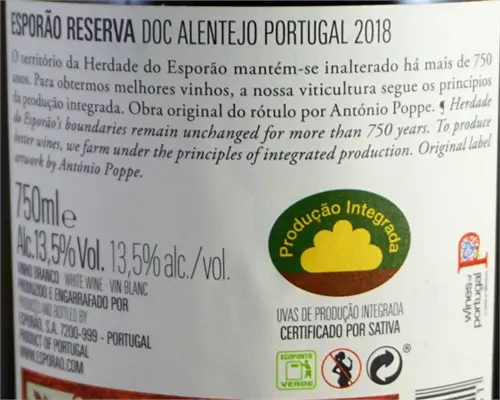 ESPORÃO RESERVA DOC ALENTEJO PORTUGAL 2018
O território da Herdade do Esporão mantém-se inalterado há mais de 750
anos. Para obtermos melhores vinhos, a nossa viticultura segue os princípios
da produção integrada. Obra original do rótulo por António Poppe. ¶ Herdade
do Esporão's boundaries remain unchanged for more than 750 years. To produce
better wines, we farm under the principles of integrated production. Original label
artwork by António Poppe.
750ml e
Alc.13,5%Vol. 13,5%alc./vol.
VINHO BRANCO · WHITE WINE · VIN BLANC
PRODUZIDO E ENGARRAFADO POR
PRODUCED AND BOTTLED BY
ESPORÃO, S.A. 7200-999 - PORTUGAL
PRODUCT OF PORTUGAL
WWW.ESPORAO.COM
Produção Integrada
UVAS DE PRODUÇÃO INTEGRADA
CERTIFICADO POR SATIVA
ECOPONTO
VERDE
wines of
portugal